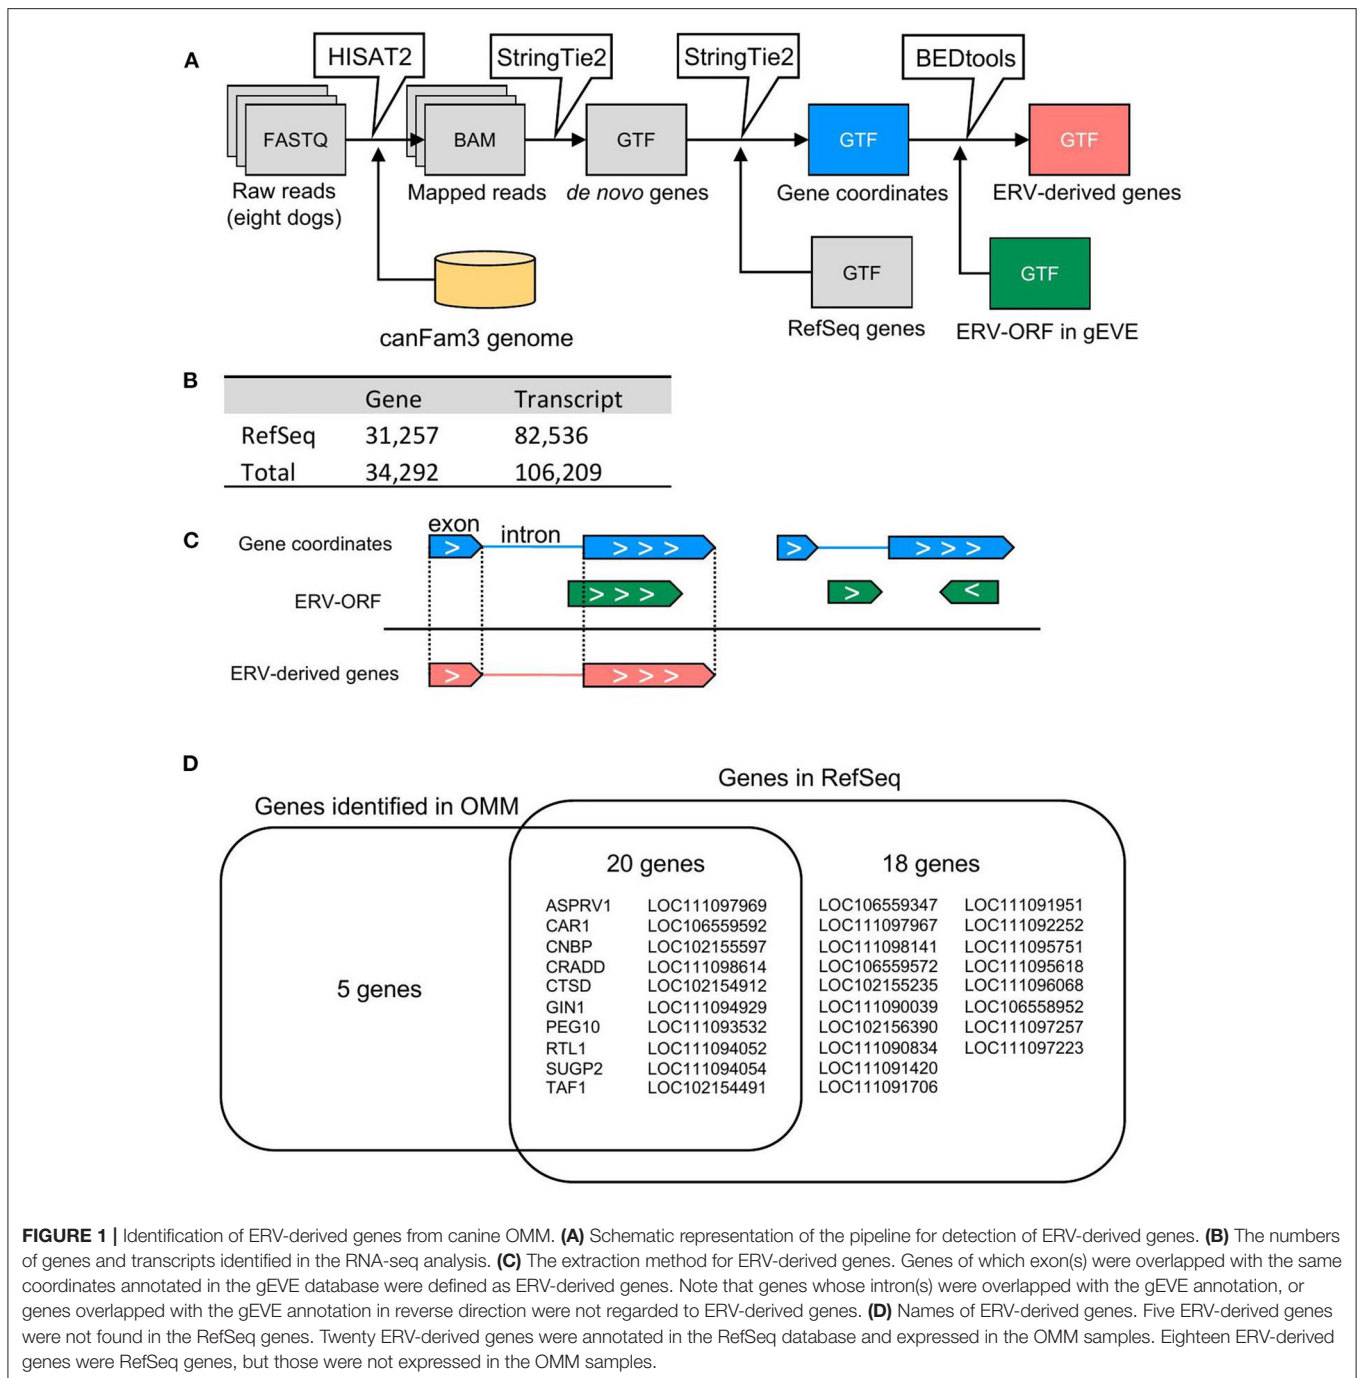 A
HISAT2
StringTie2
StringTie2
BEDtools
FASTQ
BAM
GTF
GTF
GTF
Raw reads
(eight dogs)
Mapped reads
de novo genes
Gene coordinates
ERV-derived genes
GTF
GTF
canFam3 genome
RefSeq genes
ERV-ORF in gEVE
B
Gene Transcript
RefSeq 31,257 82,536
Total 34,292 106,209
C
exon
intron
Gene coordinates
> > > > > > > >
ERV-ORF
> > > > <
ERV-derived genes
> > > >
D
Genes in RefSeq
Genes identified in OMM
20 genes
18 genes
5 genes
ASPRV1 LOC111097969 LOC106559347 LOC111091951
CAR1 LOC106559592 LOC111097967 LOC111092252
CNBP LOC102155597 LOC111098141 LOC111095751
CRADD LOC111098614 LOC106559572 LOC111095618
CTSD LOC102154912 LOC102155235 LOC111096068
GIN1 LOC111094929 LOC111090039 LOC106558952
PEG10 LOC111093532 LOC102156390 LOC111097257
RTL1 LOC111094052 LOC111090834 LOC111097223
SUGP2 LOC111094054 LOC111091420
TAF1 LOC102154491 LOC111091706
FIGURE 1 | Identification of ERV-derived genes from canine OMM. (A) Schematic representation of the pipeline for detection of ERV-derived genes. (B) The numbers
of genes and transcripts identified in the RNA-seq analysis. (C) The extraction method for ERV-derived genes. Genes of which exon(s) were overlapped with the same
coordinates annotated in the gEVE database were defined as ERV-derived genes. Note that genes whose intron(s) were overlapped with the gEVE annotation, or
genes overlapped with the gEVE annotation in reverse direction were not regarded to ERV-derived genes. (D) Names of ERV-derived genes. Five ERV-derived genes
were not found in the RefSeq genes. Twenty ERV-derived genes were annotated in the RefSeq database and expressed in the OMM samples. Eighteen ERV-derived
genes were RefSeq genes, but those were not expressed in the OMM samples.